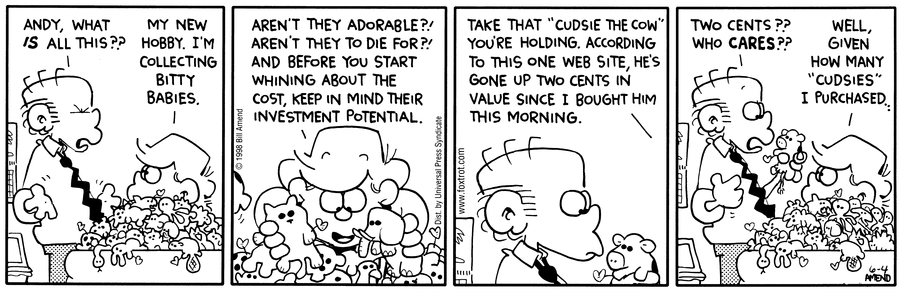 ANDY, WHAT
IS ALL THIS??
MY NEW
HOBBY. I'M
COLLECTING
BITTY
BABIES.
AREN'T THEY ADORABLE?!
AREN'T THEY TO DIE FOR?!
AND BEFORE YOU START
WHINING ABOUT THE
COST, KEEP IN MIND THEIR
INVESTMENT POTENTIAL.
© 1998 Bill Amend
Dist. by Universal Press Syndicate
TAKE THAT "CUDSIE THE COW"
YOU'RE HOLDING. ACCORDING
TO THIS ONE WEB SITE, HE'S
GONE UP TWO CENTS IN
VALUE SINCE I BOUGHT HIM
THIS MORNING.
www.foxtrot.com
TWO CENTS??
WHO CARES??
WELL,
GIVEN
HOW MANY
"CUDSIES"
I PURCHASED..
6-4
AMEND